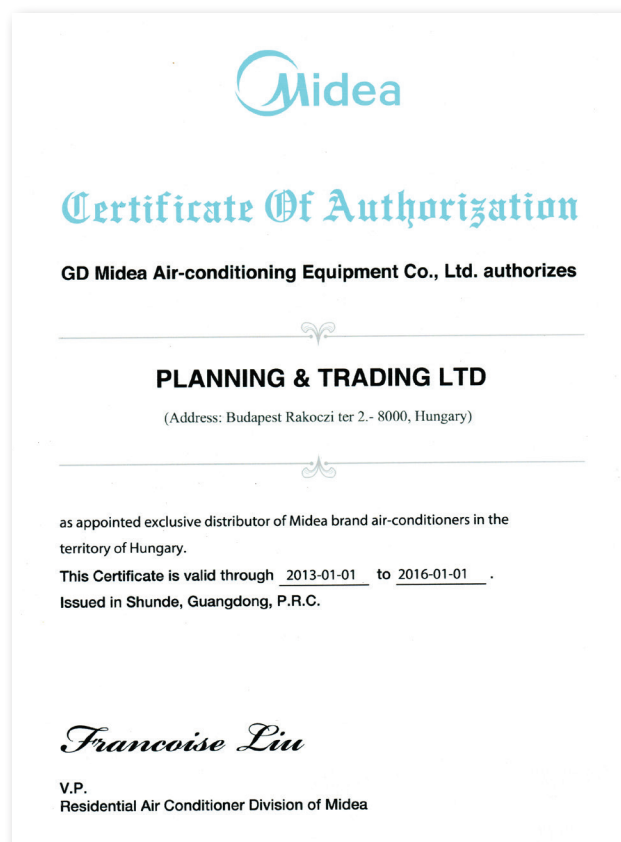 Midea
Certificate Of Authorization
GD Midea Air-conditioning Equipment Co., Ltd. authorizes
PLANNING & TRADING LTD
(Address: Budapest Rakoczi ter 2.- 8000, Hungary)
as appointed exclusive distributor of Midea brand air-conditioners in the
territory of Hungary.
This Certificate is valid through 2013-01-01 to 2016-01-01 .
Issued in Shunde, Guangdong, P.R.C.
Francoise Liu
V.P.
Residential Air Conditioner Division of Midea